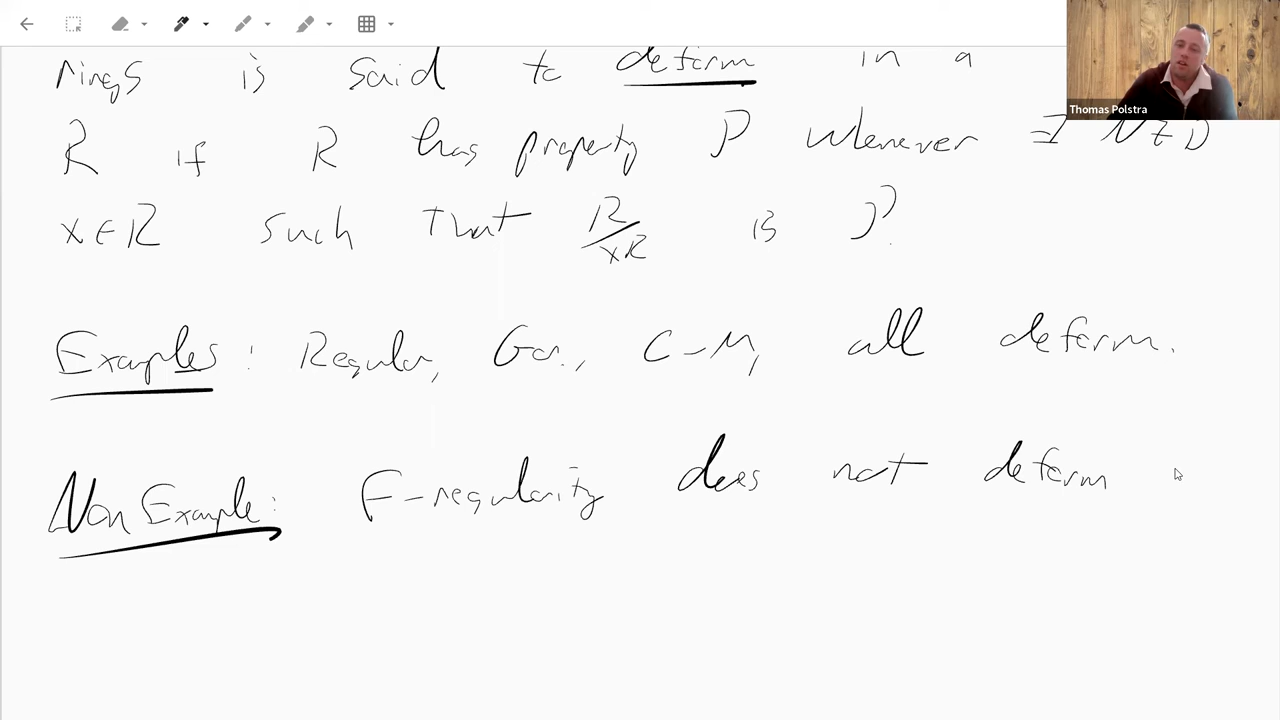 Thomas Polstra
rings is said to deform in a
R if R has property P whenever ∃ NZD
x∈R such that R/xR is P.
Examples: Regular, Gor., C-M, all deform.
Non Example: F-regularity does not deform